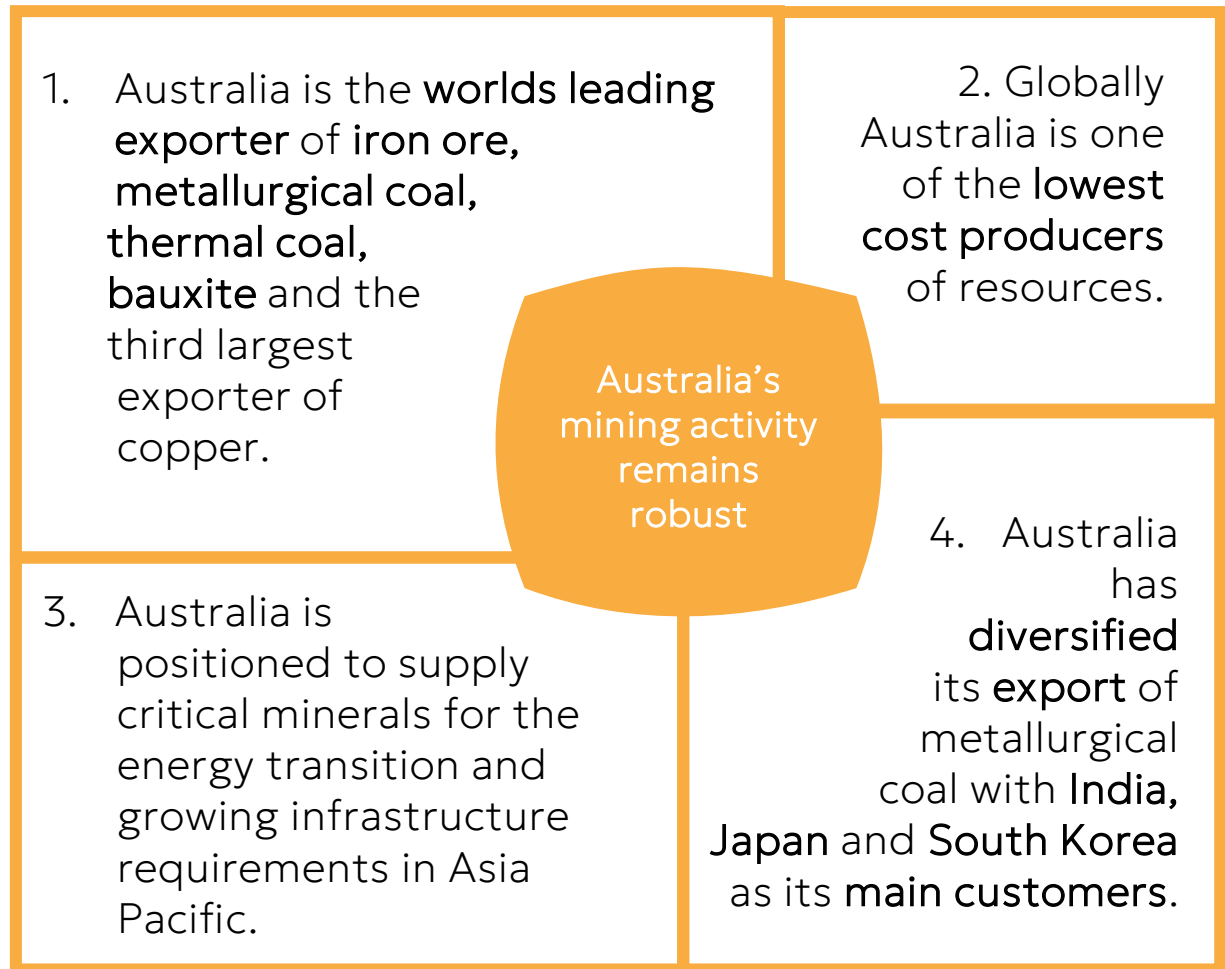 1. Australia is the worlds leading
exporter of iron ore,
metallurgical coal,
thermal coal,
bauxite and the
third largest
exporter of
copper.
2. Globally
Australia is one
of the lowest
cost producers
of resources.
Australia’s
mining activity
remains
robust
3. Australia is
positioned to supply
critical minerals for the
energy transition and
growing infrastructure
requirements in Asia
Pacific.
4. Australia
has
diversified
its export of
metallurgical
coal with India,
Japan and South Korea
as its main customers.